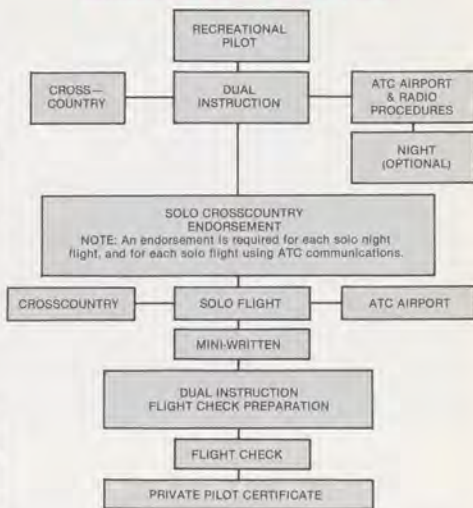 RECREATIONAL
PILOT
CROSS—
COUNTRY
DUAL
INSTRUCTION
ATC AIRPORT
& RADIO
PROCEDURES
NIGHT
(OPTIONAL)
SOLO CROSSCOUNTRY
ENDORSEMENT
NOTE: An endorsement is required for each solo night
flight, and for each solo flight using ATC communications.
CROSSCOUNTRY
SOLO FLIGHT
ATC AIRPORT
MINI-WRITTEN
DUAL INSTRUCTION
FLIGHT CHECK PREPARATION
FLIGHT CHECK
PRIVATE PILOT CERTIFICATE